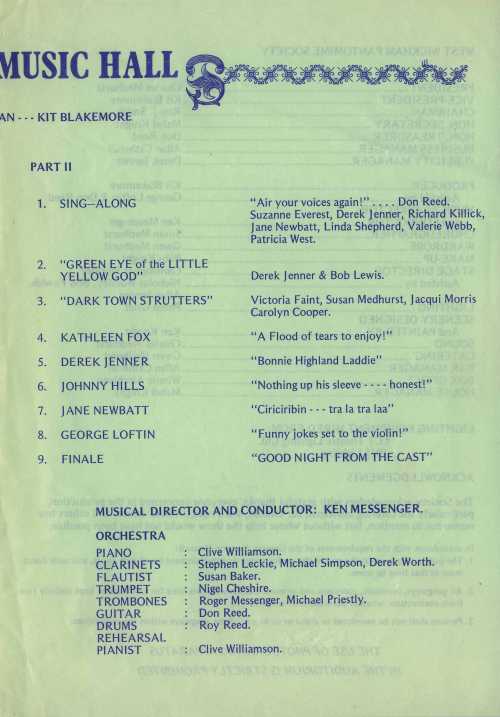 MUSIC HALL
AN - - - KIT BLAKEMORE
PART II
1. SING—ALONG "Air your voices again!" . . . . Don Reed.
Suzanne Everest, Derek Jenner, Richard Killick,
Jane Newbatt, Linda Shepherd, Valerie Webb,
Patricia West.
2. "GREEN EYE of the LITTLE
YELLOW GOD" Derek Jenner & Bob Lewis.
3. "DARK TOWN STRUTTERS" Victoria Faint, Susan Medhurst, Jacqui Morris
Carolyn Cooper.
4. KATHLEEN FOX "A Flood of tears to enjoy!"
5. DEREK JENNER "Bonnie Highland Laddie"
6. JOHNNY HILLS "Nothing up his sleeve - - - - honest!"
7. JANE NEWBATT "Ciriciribin - - - tra la tra laa"
8. GEORGE LOFTIN "Funny jokes set to the violin!"
9. FINALE "GOOD NIGHT FROM THE CAST"
MUSICAL DIRECTOR AND CONDUCTOR: KEN MESSENGER.
ORCHESTRA
PIANO : Clive Williamson.
CLARINETS : Stephen Leckie, Michael Simpson, Derek Worth.
FLAUTIST : Susan Baker.
TRUMPET : Nigel Cheshire.
TROMBONES : Roger Messenger, Michael Priestly.
GUITAR : Don Reed.
DRUMS : Roy Reed.
REHEARSAL
PIANIST : Clive Williamson.